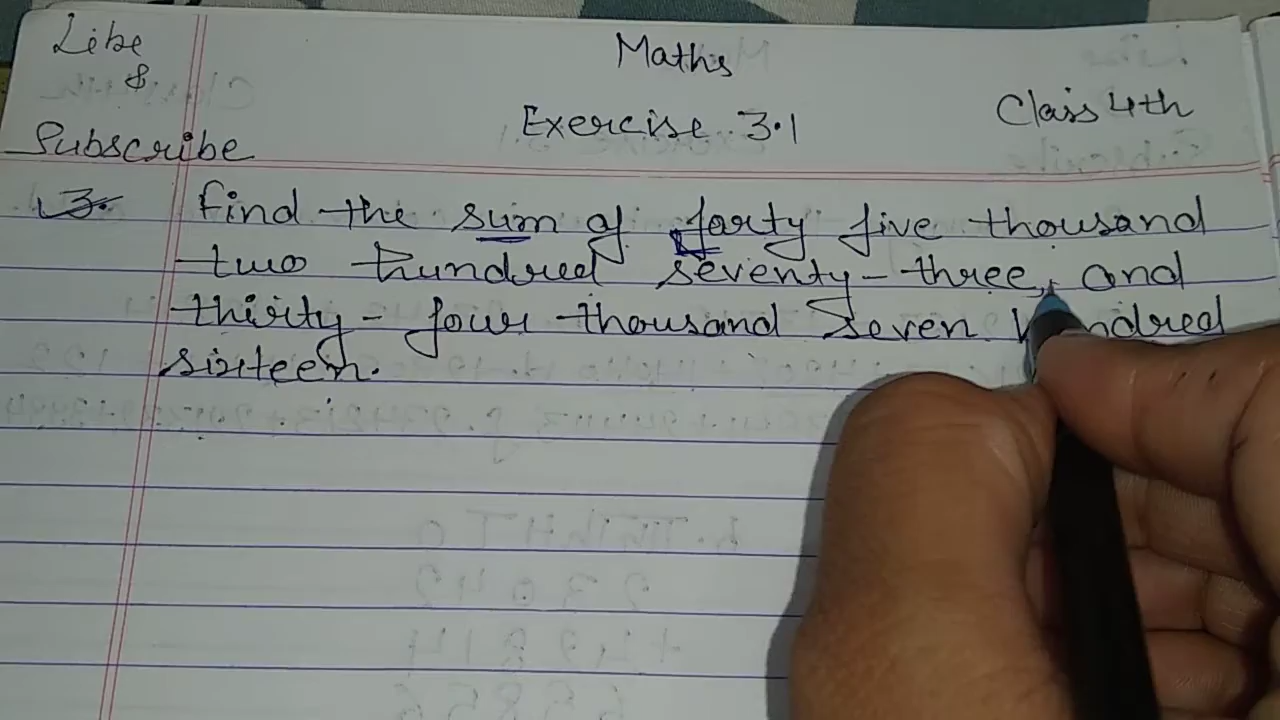 Like
&
Subscribe
Maths
Exercise 3.1
Class 4th
3. find the sum of forty five thousand
two hundred seventy-three, and
thirty-four thousand seven hundred
sixteen.